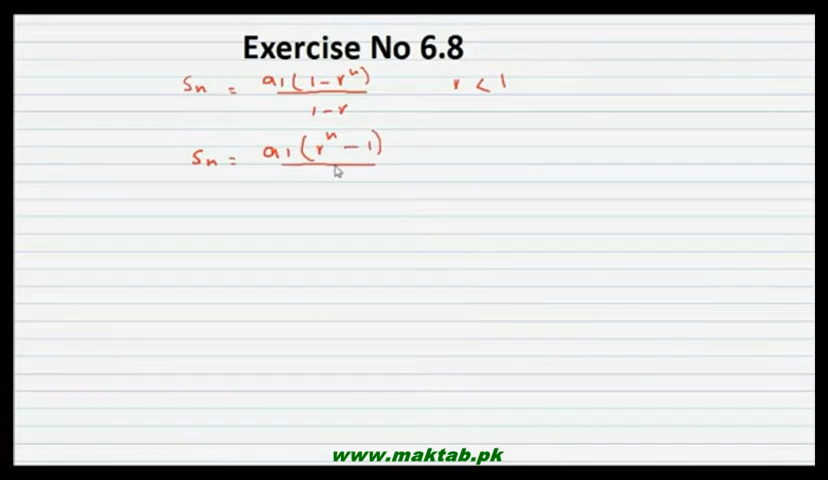 Exercise No 6.8
Sn = a1(1-r^n)      r < 1
1-r
Sn = a1(r^n - 1)
www.maktab.pk